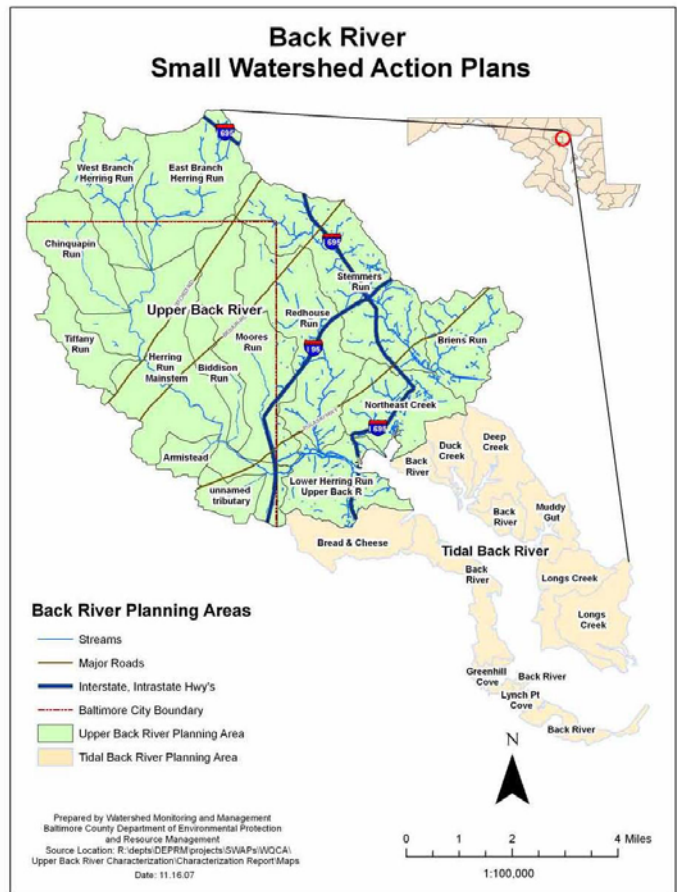 Back River
Small Watershed Action Plans
695
West Branch
Herring Run
East Branch
Herring Run
Chinquapin
Run
695
Stemmers
Run
Upper Back River
Redhouse
Run
Moores
Run
Tiffany
Run
Herring
Run
Mainstem
Biddison
Run
Briens Run
Northeast Creek
695
Armistead
unnamed
tributary
Lower Herring Run
Upper Back R
Back
River
Duck
Creek
Deep
Creek
Back
River
Muddy
Gut
Bread & Cheese
Tidal Back River
Back
River
Longs Creek
Longs
Creek
Greenhill
Cove
Back River
Lynch Pt
Cove
Back River
Back River Planning Areas
Streams
Major Roads
Interstate, Intrastate Hwy's
Baltimore City Boundary
Upper Back River Planning Area
Tidal Back River Planning Area
N
Prepared by Watershed Monitoring and Management
Baltimore County Department of Environmental Protection
and Resource Management
Source Location: R:\depts\DEPRM\projects\SWAPs\WQCA\
Upper Back River Characterization\Characterization Report\Maps
Date: 11.16.07
0 1 2 4 Miles
1:100,000